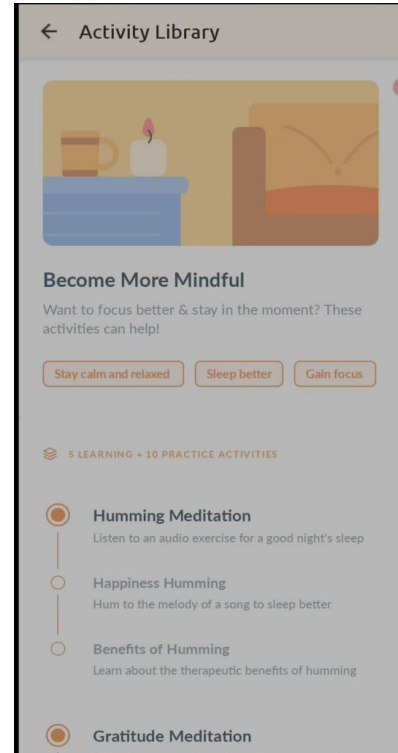 Activity Library
Become More Mindful
Want to focus better & stay in the moment? These
activities can help!
Stay calm and relaxed
Sleep better
Gain focus
5 LEARNING + 10 PRACTICE ACTIVITIES
Humming Meditation
Listen to an audio exercise for a good night's sleep
Happiness Humming
Hum to the melody of a song to sleep better
Benefits of Humming
Learn about the therapeutic benefits of humming
Gratitude Meditation